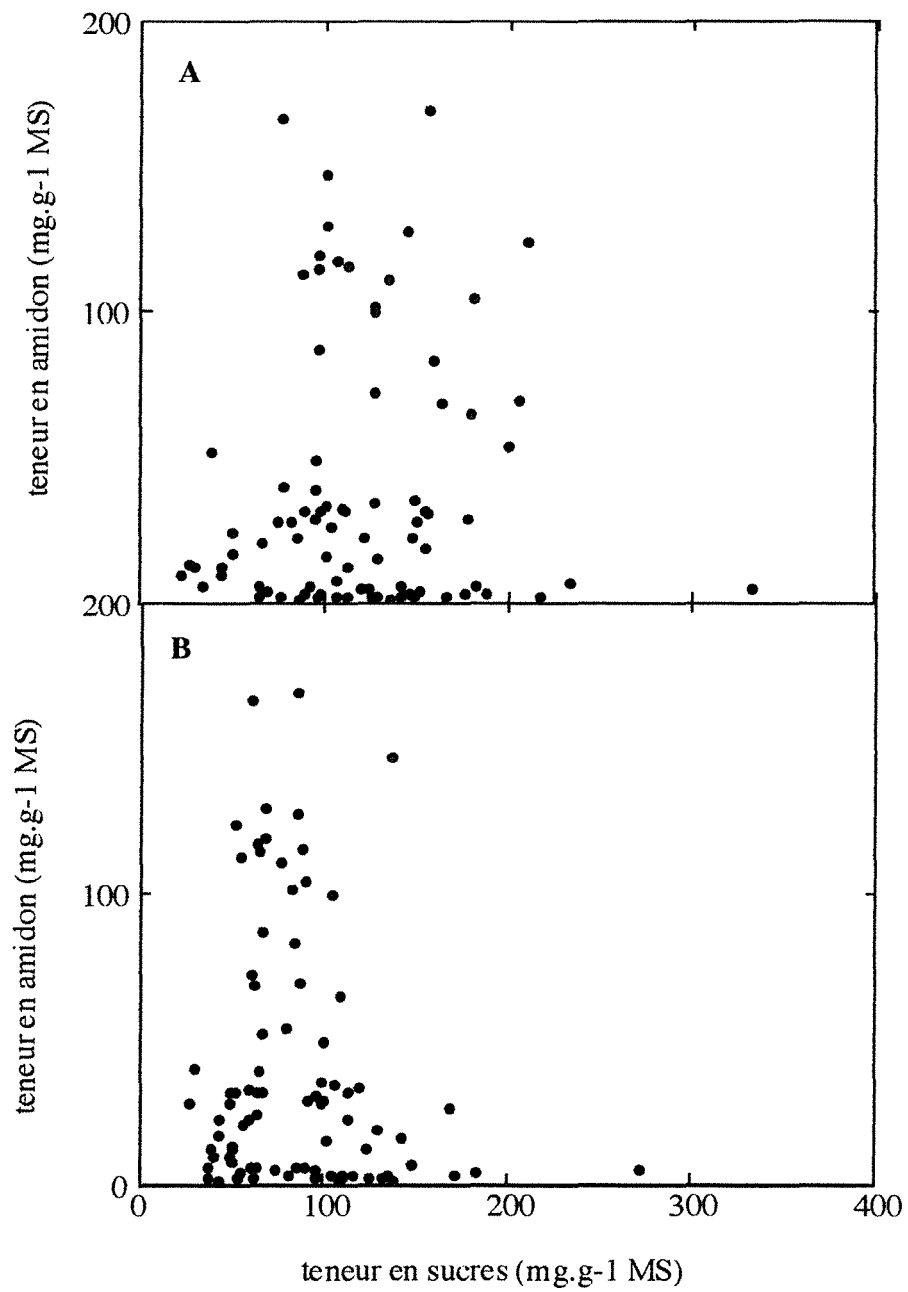 200
A
teneur en amidon (mg.g-1 MS)
100
200
B
teneur en amidon (mg.g-1 MS)
100
0
0 100 200 300 400
teneur en sucres (mg.g-1 MS)